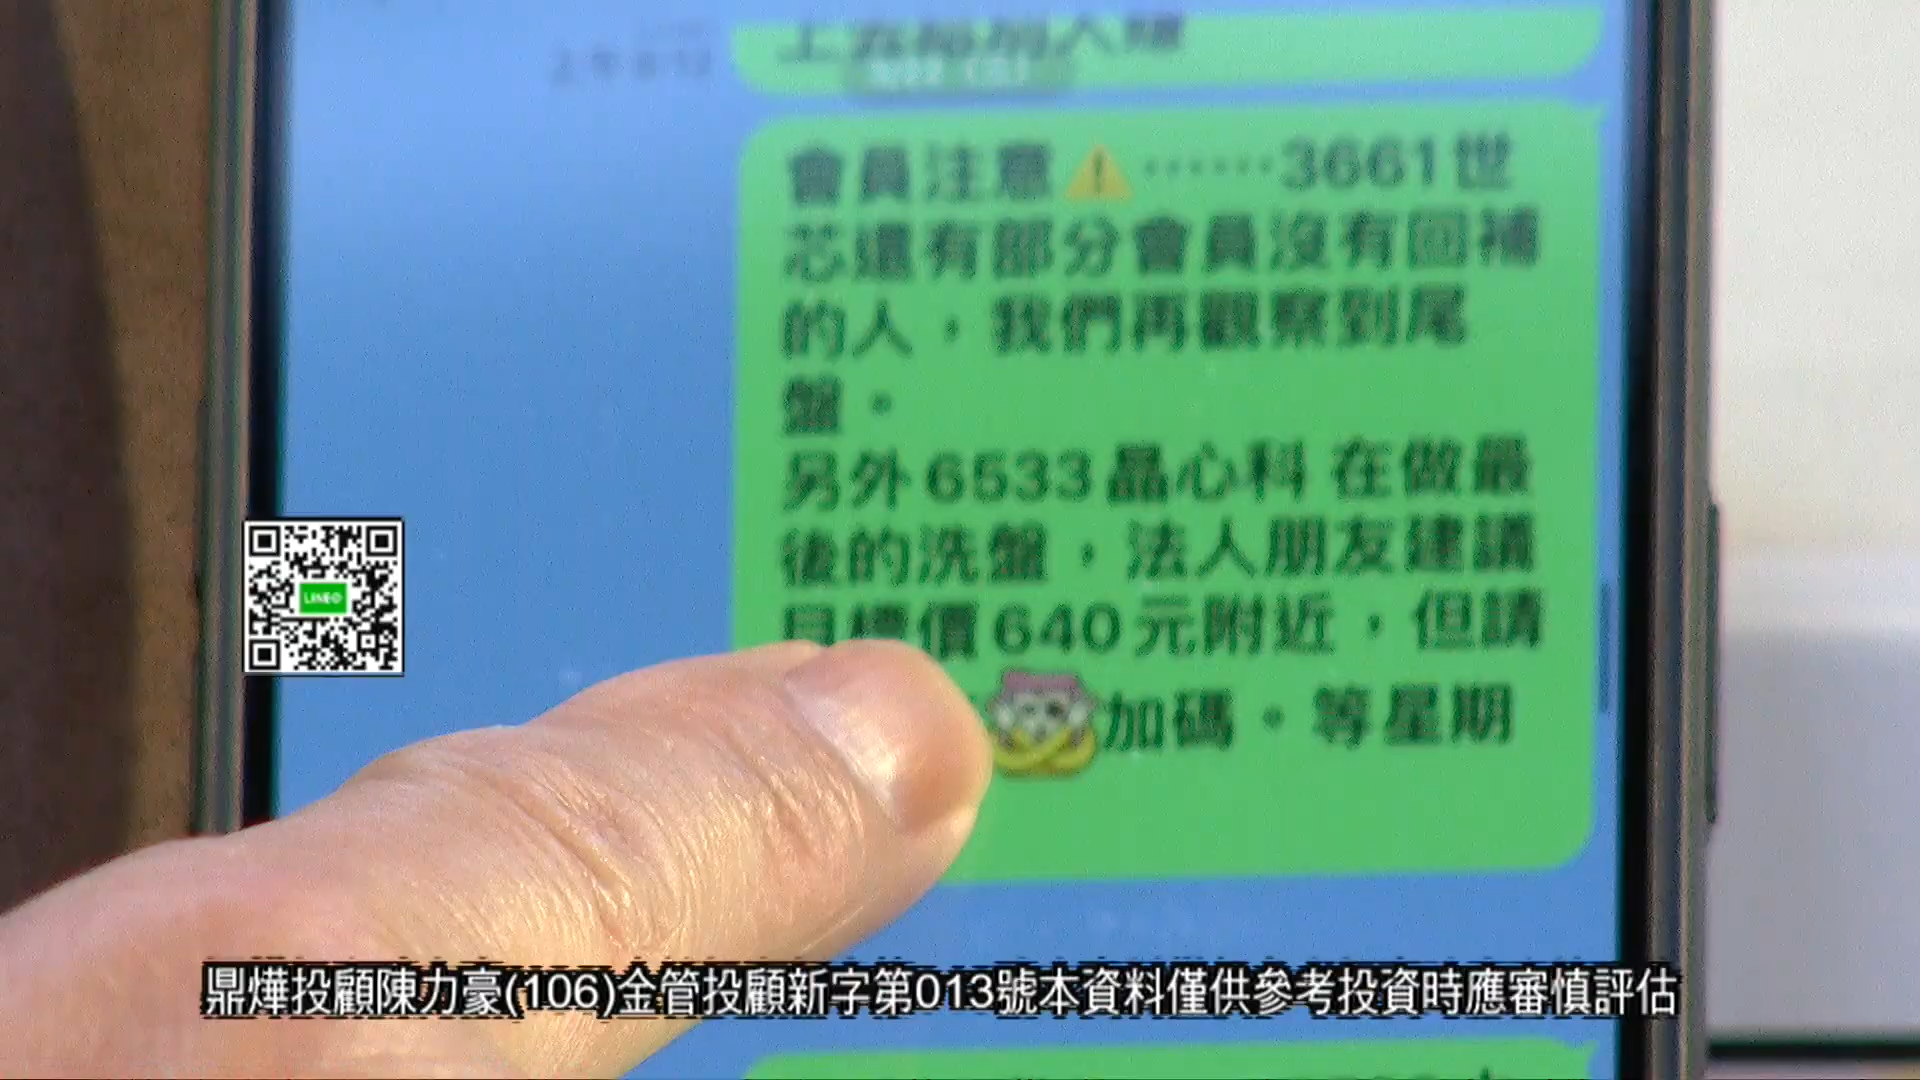 會員注意⚠️⋯⋯3661世
芯還有部分會員沒有回補
的人，我們再觀察到尾
盤。
另外6533晶心科 在做最
後的洗盤，法人朋友建議
目標價640元附近，但請
加碼。等星期
LINE@
鼎燁投顧陳力豪(106)金管投顧新字第013號本資料僅供參考投資時應審慎評估